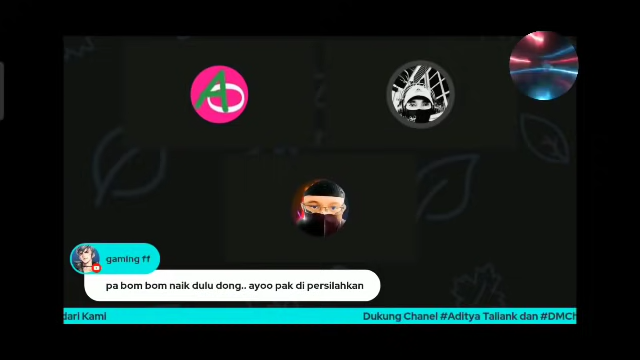 gaming ff
pa bom bom naik dulu dong.. ayoo pak di persilahkan
dari Kami Dukung Chanel #Aditya Taliank dan #DMCh